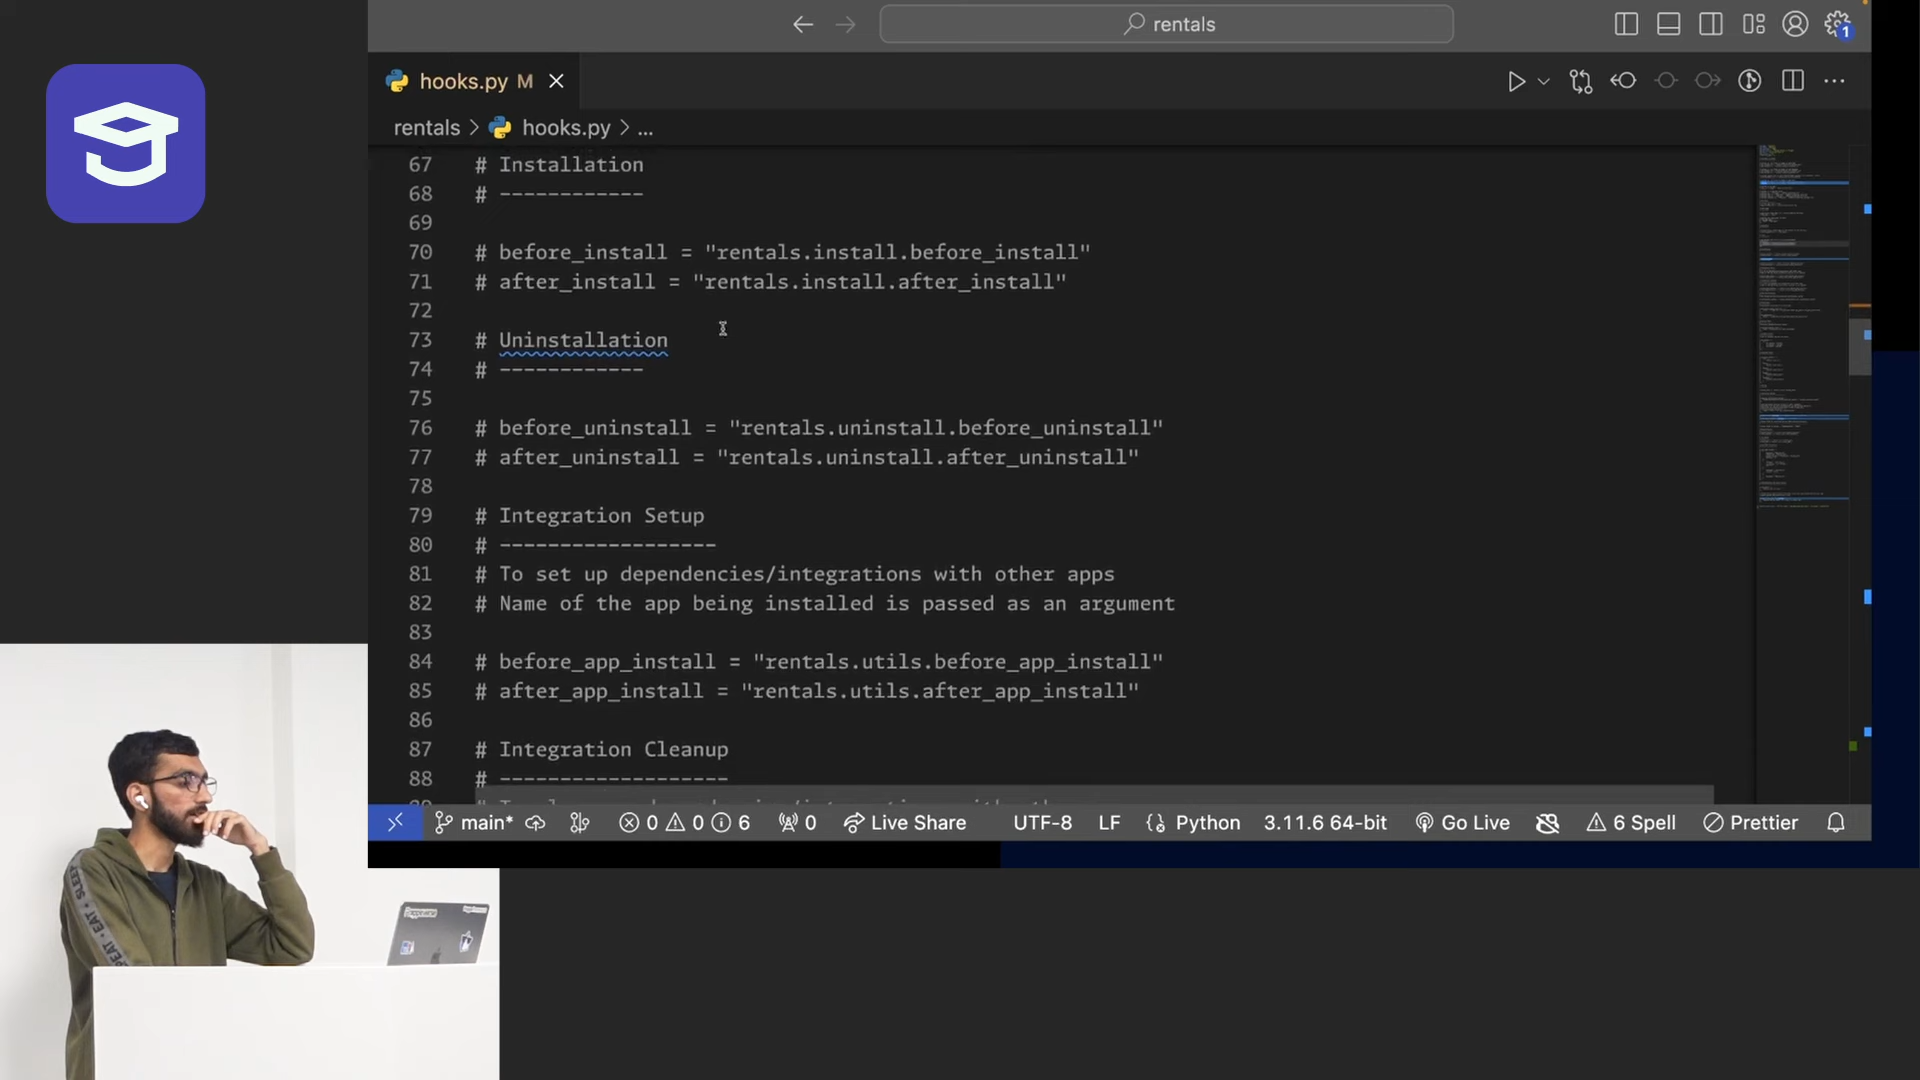 rentals
hooks.py M
rentals > hooks.py > ...
67 # Installation
68 # ------------
69
70 # before_install = "rentals.install.before_install"
71 # after_install = "rentals.install.after_install"
72
73 # Uninstallation
74 # ------------
75
76 # before_uninstall = "rentals.uninstall.before_uninstall"
77 # after_uninstall = "rentals.uninstall.after_uninstall"
78
79 # Integration Setup
80 # ------------------
81 # To set up dependencies/integrations with other apps
82 # Name of the app being installed is passed as an argument
83
84 # before_app_install = "rentals.utils.before_app_install"
85 # after_app_install = "rentals.utils.after_app_install"
86
87 # Integration Cleanup
88 # -------------------
main* 0 0 6 0 Live Share UTF-8 LF {} Python 3.11.6 64-bit Go Live 6 Spell Prettier
1
EAT • SLEEP